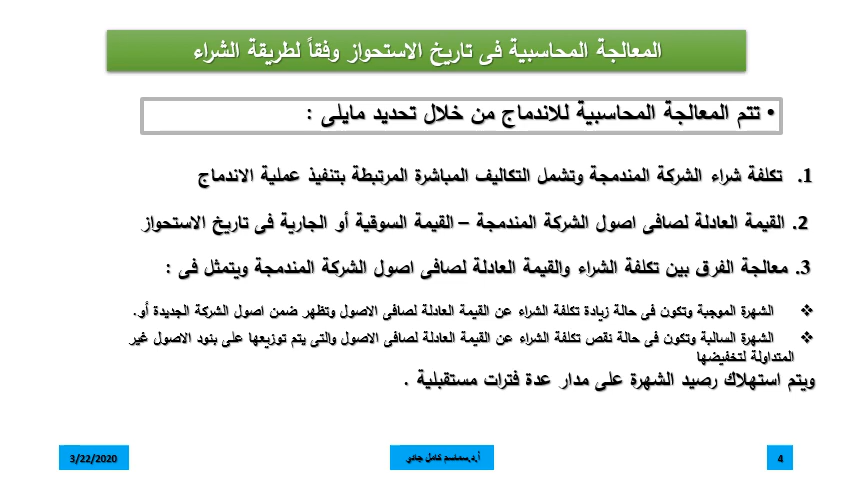 المعالجة المحاسبية فى تاريخ الاستحواز وفقاً لطريقة الشراء
• تتم المعالجة المحاسبية للاندماج من خلال تحديد مايلى :
1. تكلفة شراء الشركة المندمجة وتشمل التكاليف المباشرة المرتبطة بتنفيذ عملية الاندماج
2. القيمة العادلة لصافى اصول الشركة المندمجة – القيمة السوقية أو الجارية فى تاريخ الاستحواز
3. معالجة الفرق بين تكلفة الشراء والقيمة العادلة لصافى اصول الشركة المندمجة ويتمثل فى :
❖ الشهرة الموجبة وتكون فى حالة زيادة تكلفة الشراء عن القيمة العادلة لصافى الاصول وتظهر ضمن اصول الشركة الجديدة أو.
❖ الشهرة السالبة وتكون فى حالة نقص تكلفة الشراء عن القيمة العادلة لصافى الاصول والتى يتم توزيعها على بنود الاصول غير
المتداولة لتخفيضها
ويتم استهلاك رصيد الشهرة على مدار عدة فترات مستقبلية .
3/22/2020
أ.د.سماسم كامل
4